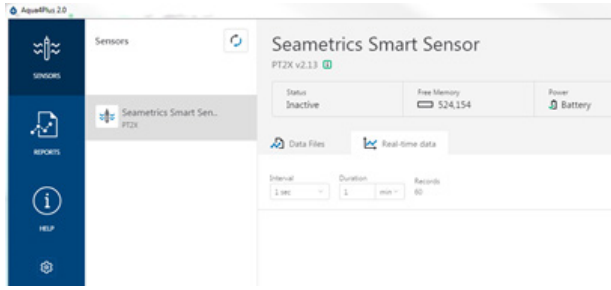 Aqua4Plus 2.0
SENSORS
REPORTS
HELP
Sensors
Seametrics Smart Sen..
PT2X
Seametrics Smart Sensor
PT2X v2.13
Status
Inactive
Free Memory
524,154
Power
Battery
Data Files
Real-time data
Interval
1 sec
Duration
1
min
Records
60